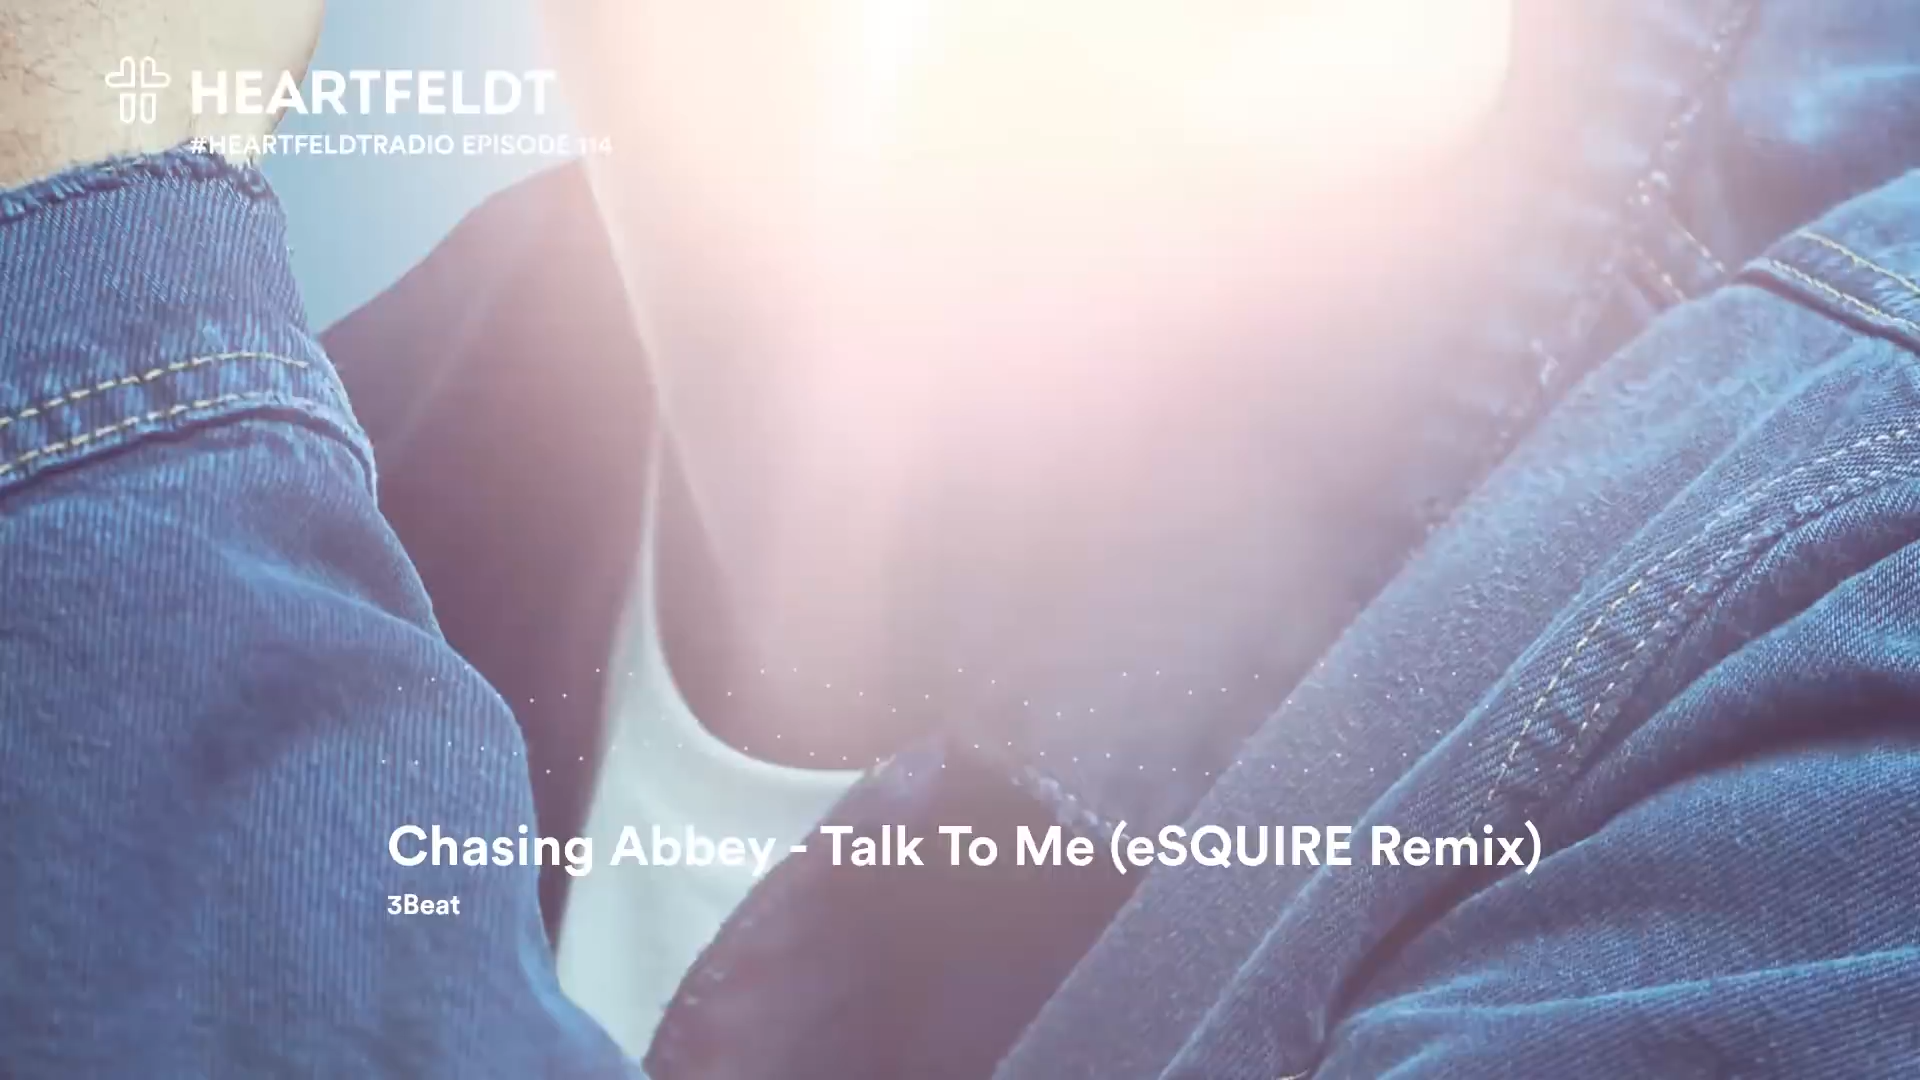 HEARTFELDT
#HEARTFELDTRADIO EPISODE 114
Chasing Abbey - Talk To Me (eSQUIRE Remix)
3Beat